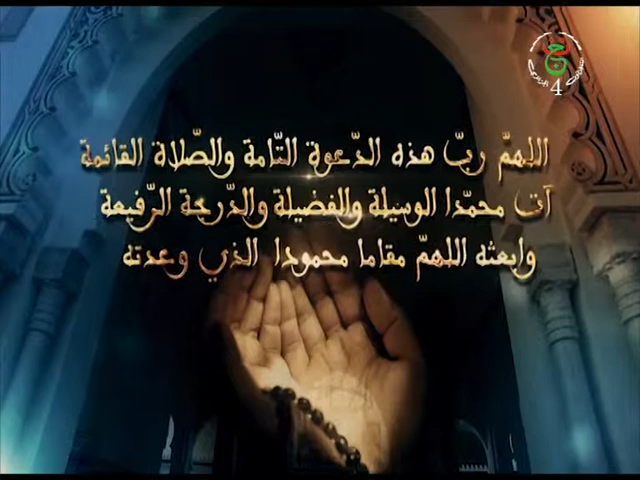 اللهمّ ربّ هذه الدّعوة التّامة والصّلاة القائمة
آت محمّدا الوسيلة والفضيلة والدّرجة الرّفيعة
وابعثه اللهمّ مقاما محمودا الذي وعدته
4